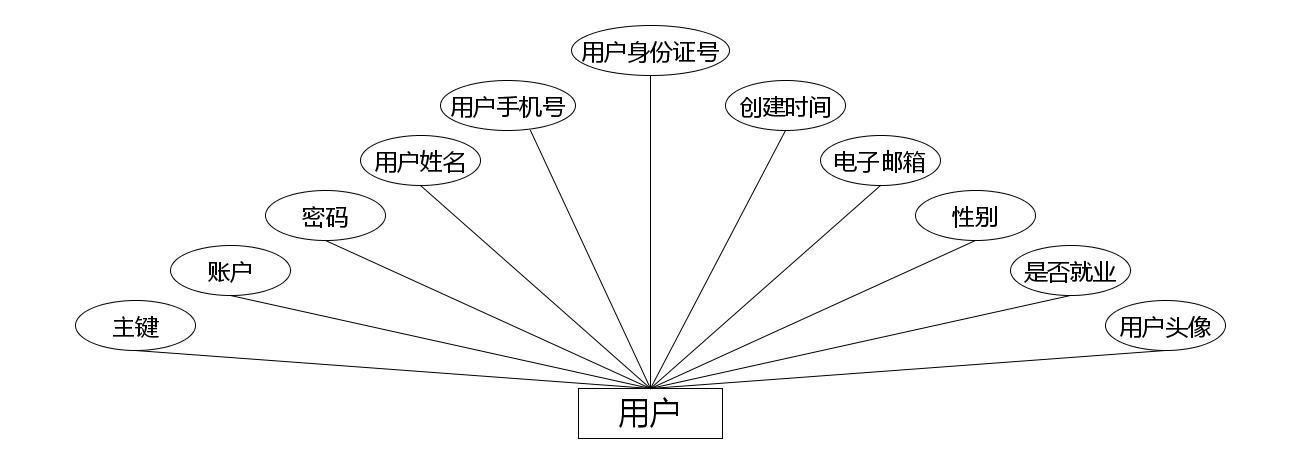 用户身份证号
用户手机号
创建时间
用户姓名
电子邮箱
密码
性别
账户
是否就业
主键
用户头像
用户